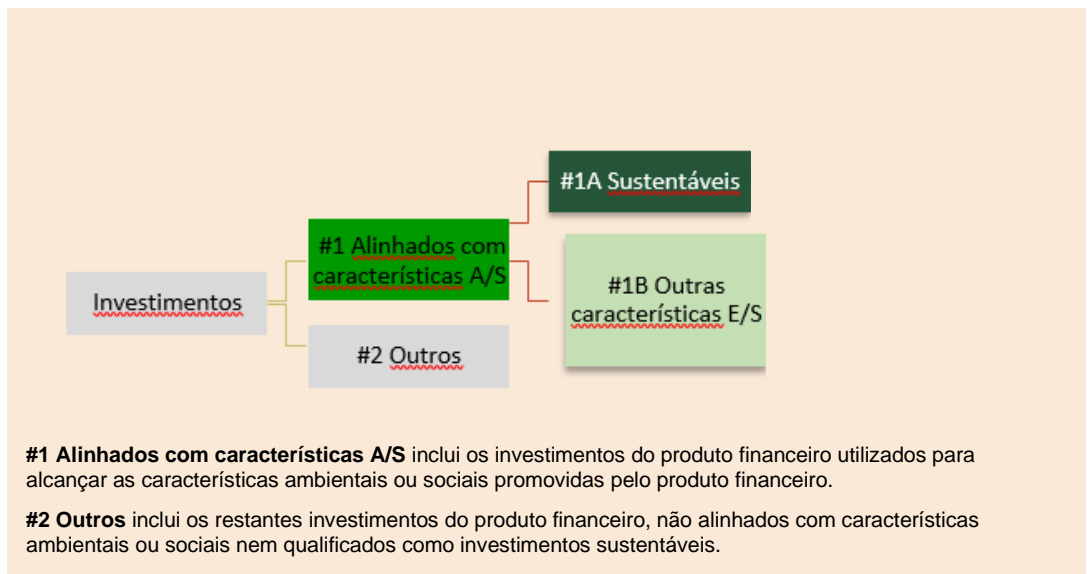 #1A Sustentáveis
#1 Alinhados com
características A/S
#1B Outras
características E/S
Investimentos
#2 Outros
#1 Alinhados com características A/S inclui os investimentos do produto financeiro utilizados para
alcançar as características ambientais ou sociais promovidas pelo produto financeiro.
#2 Outros inclui os restantes investimentos do produto financeiro, não alinhados com características
ambientais ou sociais nem qualificados como investimentos sustentáveis.